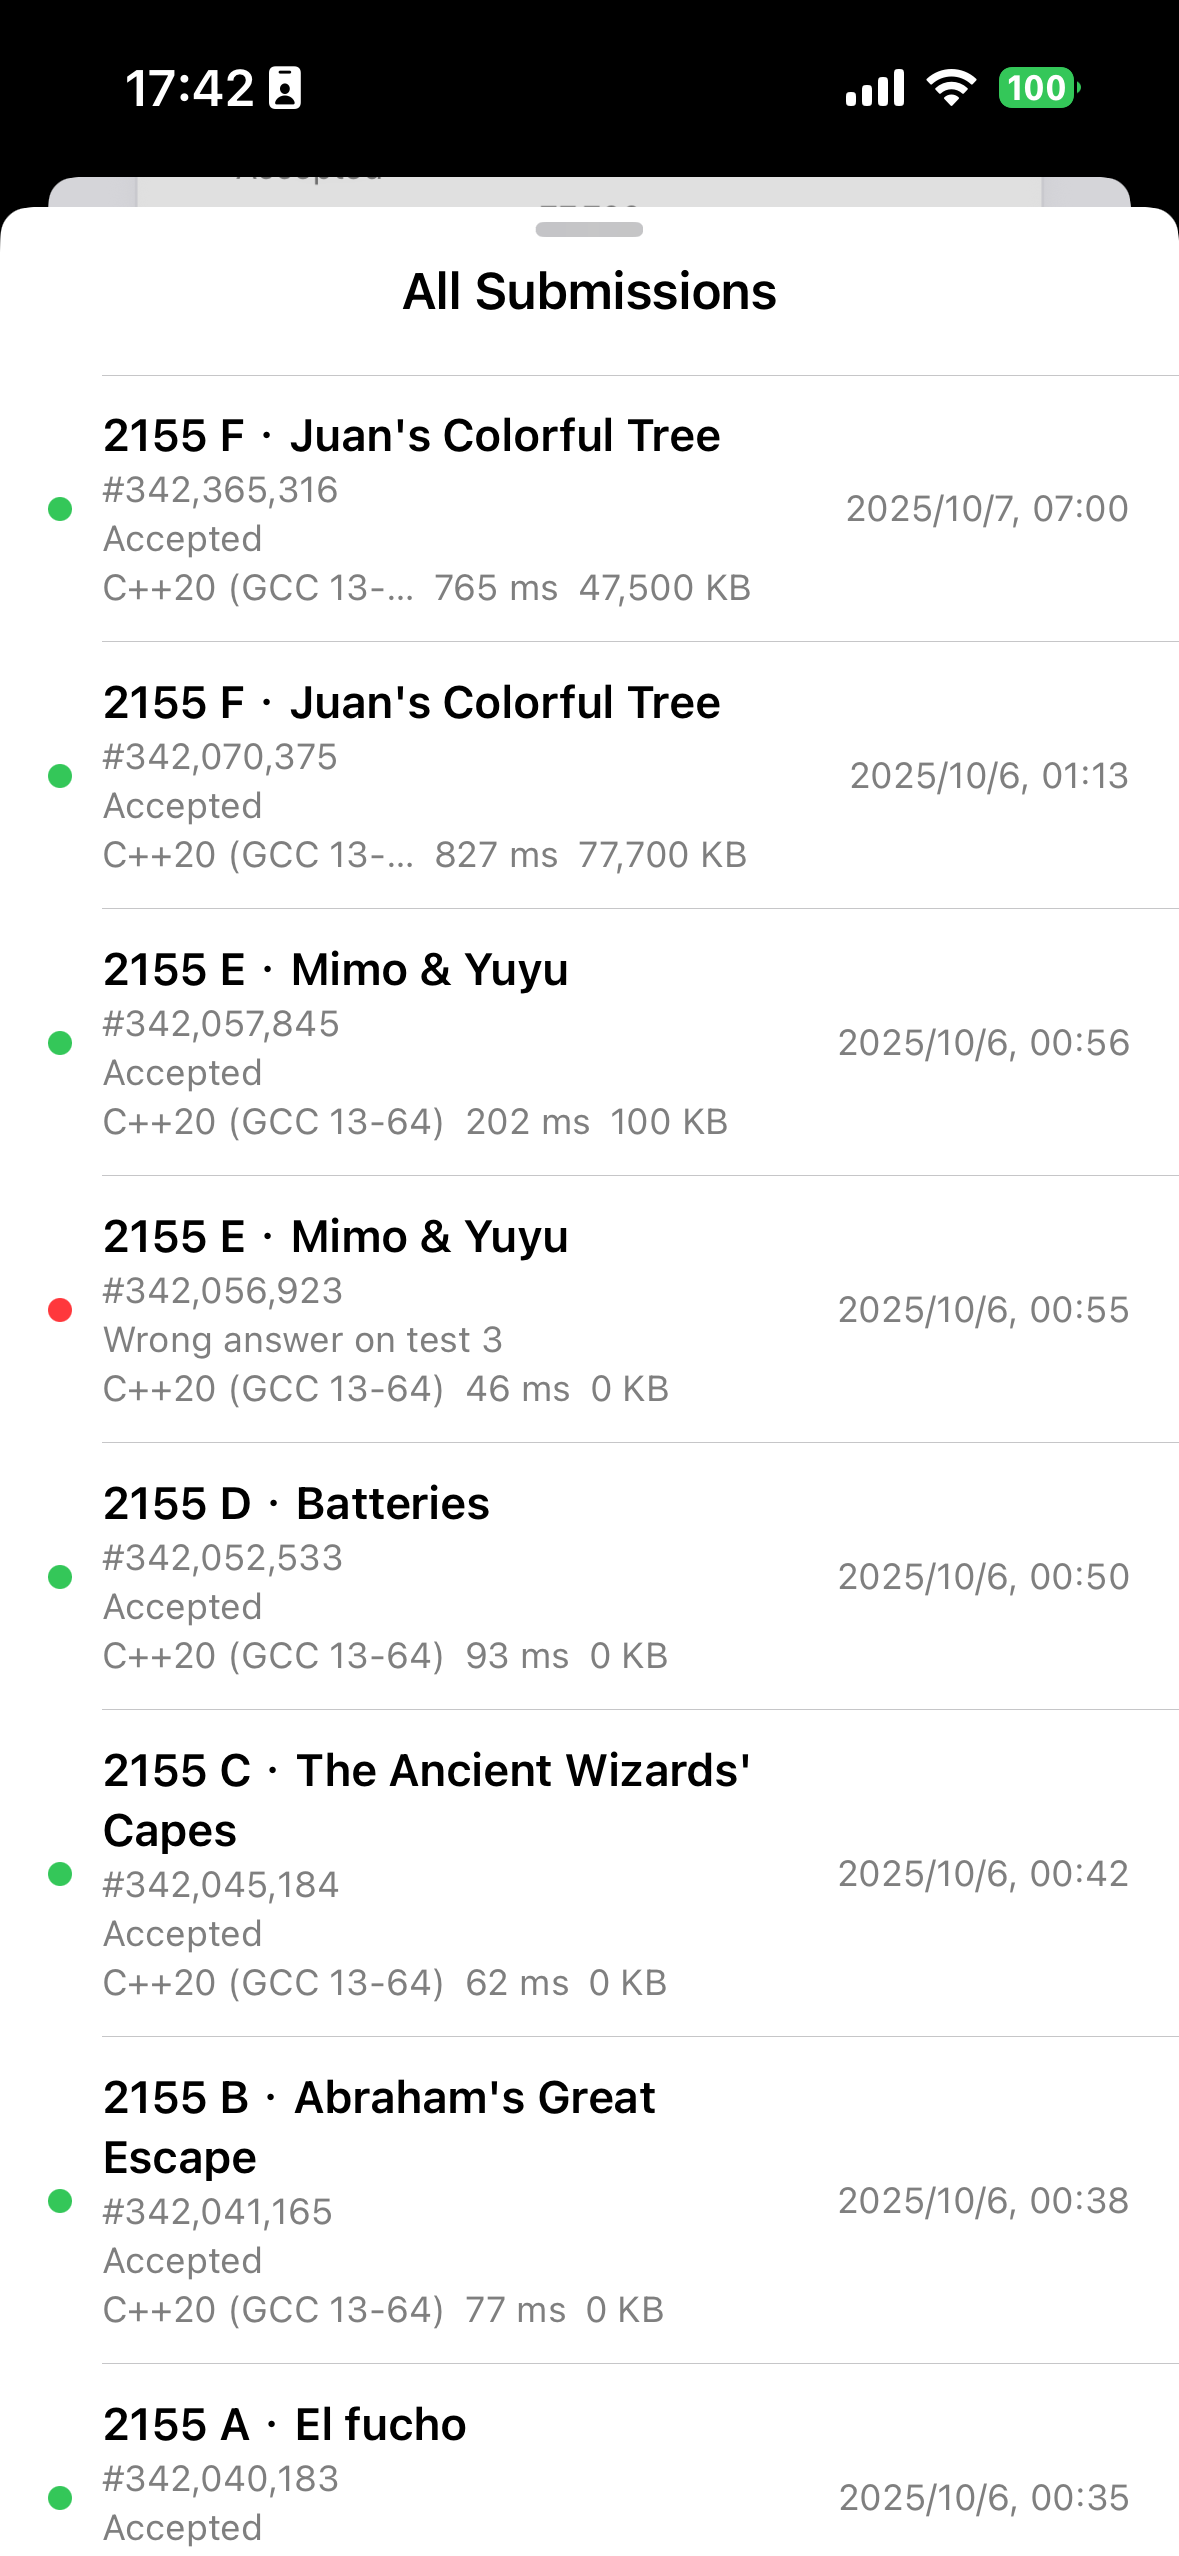 17:42
100
All Submissions
2155 F · Juan's Colorful Tree
#342,365,316
Accepted
C++20 (GCC 13-... 765 ms 47,500 KB
2025/10/7, 07:00
2155 F · Juan's Colorful Tree
#342,070,375
Accepted
C++20 (GCC 13-... 827 ms 77,700 KB
2025/10/6, 01:13
2155 E · Mimo & Yuyu
#342,057,845
Accepted
C++20 (GCC 13-64) 202 ms 100 KB
2025/10/6, 00:56
2155 E · Mimo & Yuyu
#342,056,923
Wrong answer on test 3
C++20 (GCC 13-64) 46 ms 0 KB
2025/10/6, 00:55
2155 D · Batteries
#342,052,533
Accepted
C++20 (GCC 13-64) 93 ms 0 KB
2025/10/6, 00:50
2155 C · The Ancient Wizards'
Capes
#342,045,184
Accepted
C++20 (GCC 13-64) 62 ms 0 KB
2025/10/6, 00:42
2155 B · Abraham's Great
Escape
#342,041,165
Accepted
C++20 (GCC 13-64) 77 ms 0 KB
2025/10/6, 00:38
2155 A · El fucho
#342,040,183
Accepted
2025/10/6, 00:35